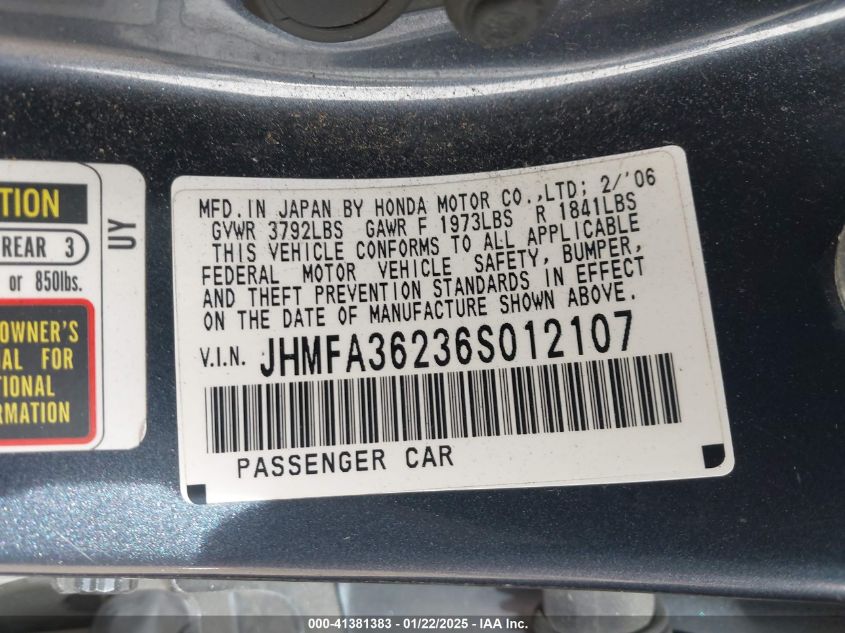 TION
REAR 3
or 850lbs.
OWNER'S
AL FOR
TIONAL
RMATION
UY
MFD. IN JAPAN BY HONDA MOTOR CO.,LTD; 2/'06
GVWR 3792LBS GAWR F 1973LBS R 1841LBS
THIS VEHICLE CONFORMS TO ALL APPLICABLE
FEDERAL MOTOR VEHICLE SAFETY, BUMPER,
AND THEFT PREVENTION STANDARDS IN EFFECT
ON THE DATE OF MANUFACTURE SHOWN ABOVE.
V.I.N. JHMFA36236S012107
PASSENGER CAR
000-41381383 - 01/22/2025 - IAA Inc.